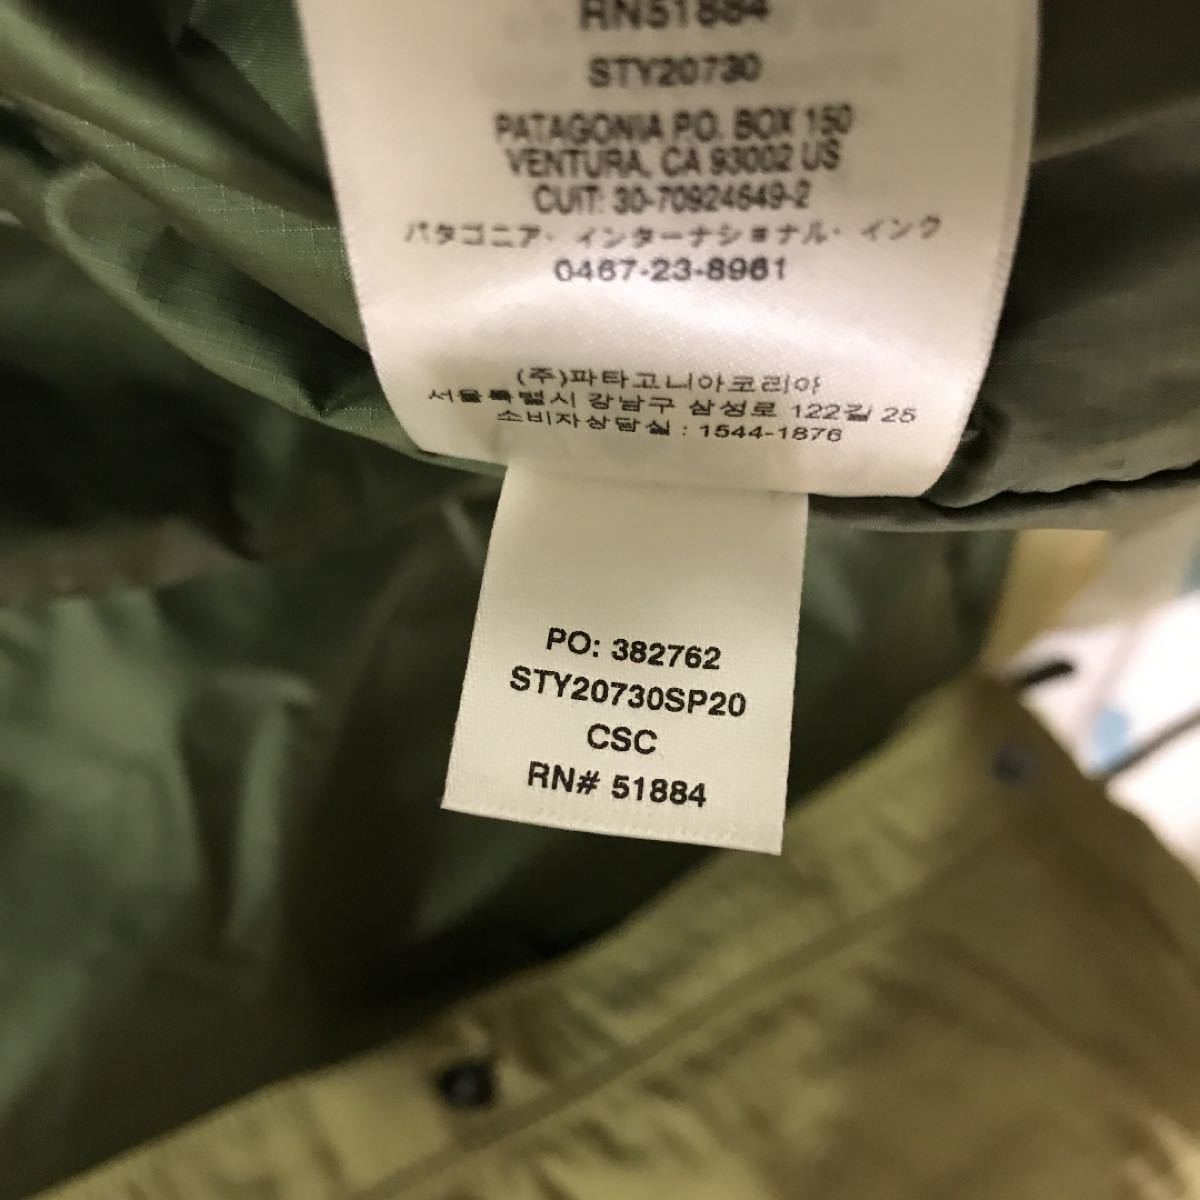 RN51884
STY20730
PATAGONIA P.O. BOX 150
VENTURA, CA 93002 US
CUIT: 30-70924649-2
パタゴニア・インターナショナル・インク
0467-23-8961
(주)파타고니아코리아
서울특별시 강남구 삼성로 122길 25
소비자상담실 : 1544-1876
PO: 382762
STY20730SP20
CSC
RN# 51884